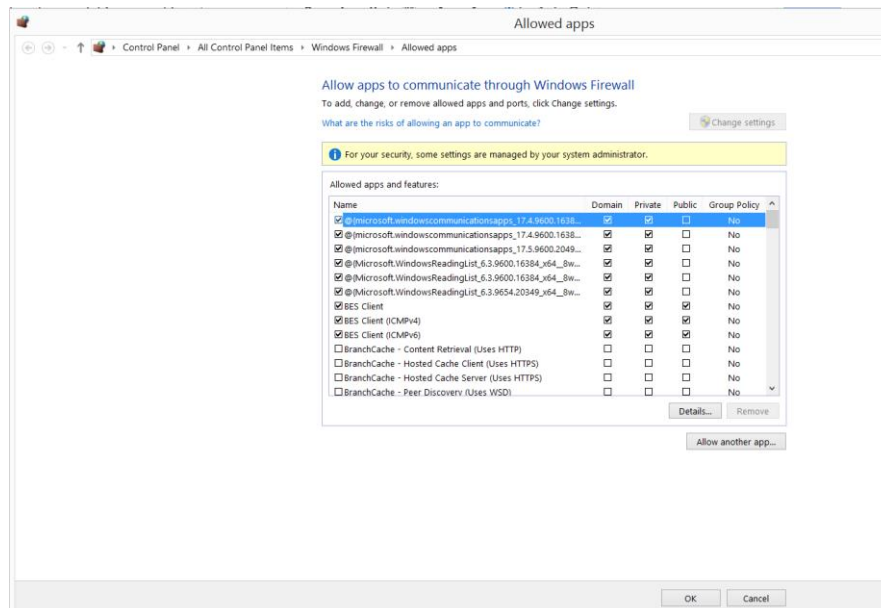 Allowed apps
Control Panel All Control Panel Items Windows Firewall Allowed apps
Allow apps to communicate through Windows Firewall
To add, change, or remove allowed apps and ports, click Change settings.
What are the risks of allowing an app to communicate?
Change settings
For your security, some settings are managed by your system administrator.
Allowed apps and features:
Name Domain Private Public Group Policy
@{microsoft.windowscommunicationsapps_17.4.9600.1638... No
@{microsoft.windowscommunicationsapps_17.4.9600.1638... No
@{microsoft.windowscommunicationsapps_17.5.9600.2049... No
@{Microsoft.WindowsReadingList_6.3.9600.16384_x64__8w... No
@{Microsoft.WindowsReadingList_6.3.9600.16384_x64__8w... No
@{Microsoft.WindowsReadingList_6.3.9654.20349_x64__8w... No
BES Client No
BES Client (ICMPv4) No
BES Client (ICMPv6) No
BranchCache - Content Retrieval (Uses HTTP) No
BranchCache - Hosted Cache Client (Uses HTTPS) No
BranchCache - Hosted Cache Server (Uses HTTPS) No
BranchCache - Peer Discovery (Uses WSD) No
Details... Remove
Allow another app...
OK Cancel